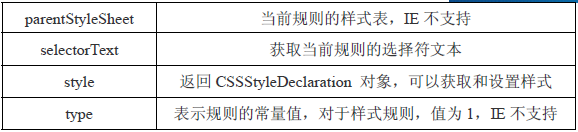 parentStyleSheet 当前规则的样式表，IE 不支持
selectorText 获取当前规则的选择符文本
style 返回 CSSStyleDeclaration 对象，可以获取和设置样式
type 表示规则的常量值，对于样式规则，值为 1，IE 不支持